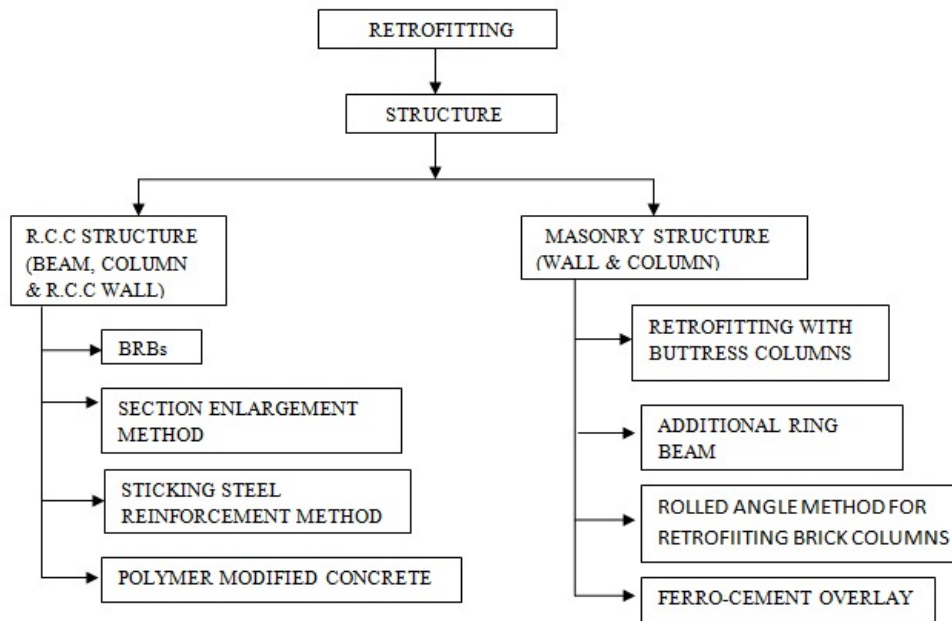 RETROFITTING
STRUCTURE
R.C.C STRUCTURE
(BEAM, COLUMN
& R.C.C WALL)
BRBs
SECTION ENLARGEMENT
METHOD
STICKING STEEL
REINFORCEMENT METHOD
POLYMER MODIFIED CONCRETE
MASONRY STRUCTURE
(WALL & COLUMN)
RETROFITTING WITH
BUTTRESS COLUMNS
ADDITIONAL RING
BEAM
ROLLED ANGLE METHOD FOR
RETROFIITING BRICK COLUMNS
FERRO-CEMENT OVERLAY